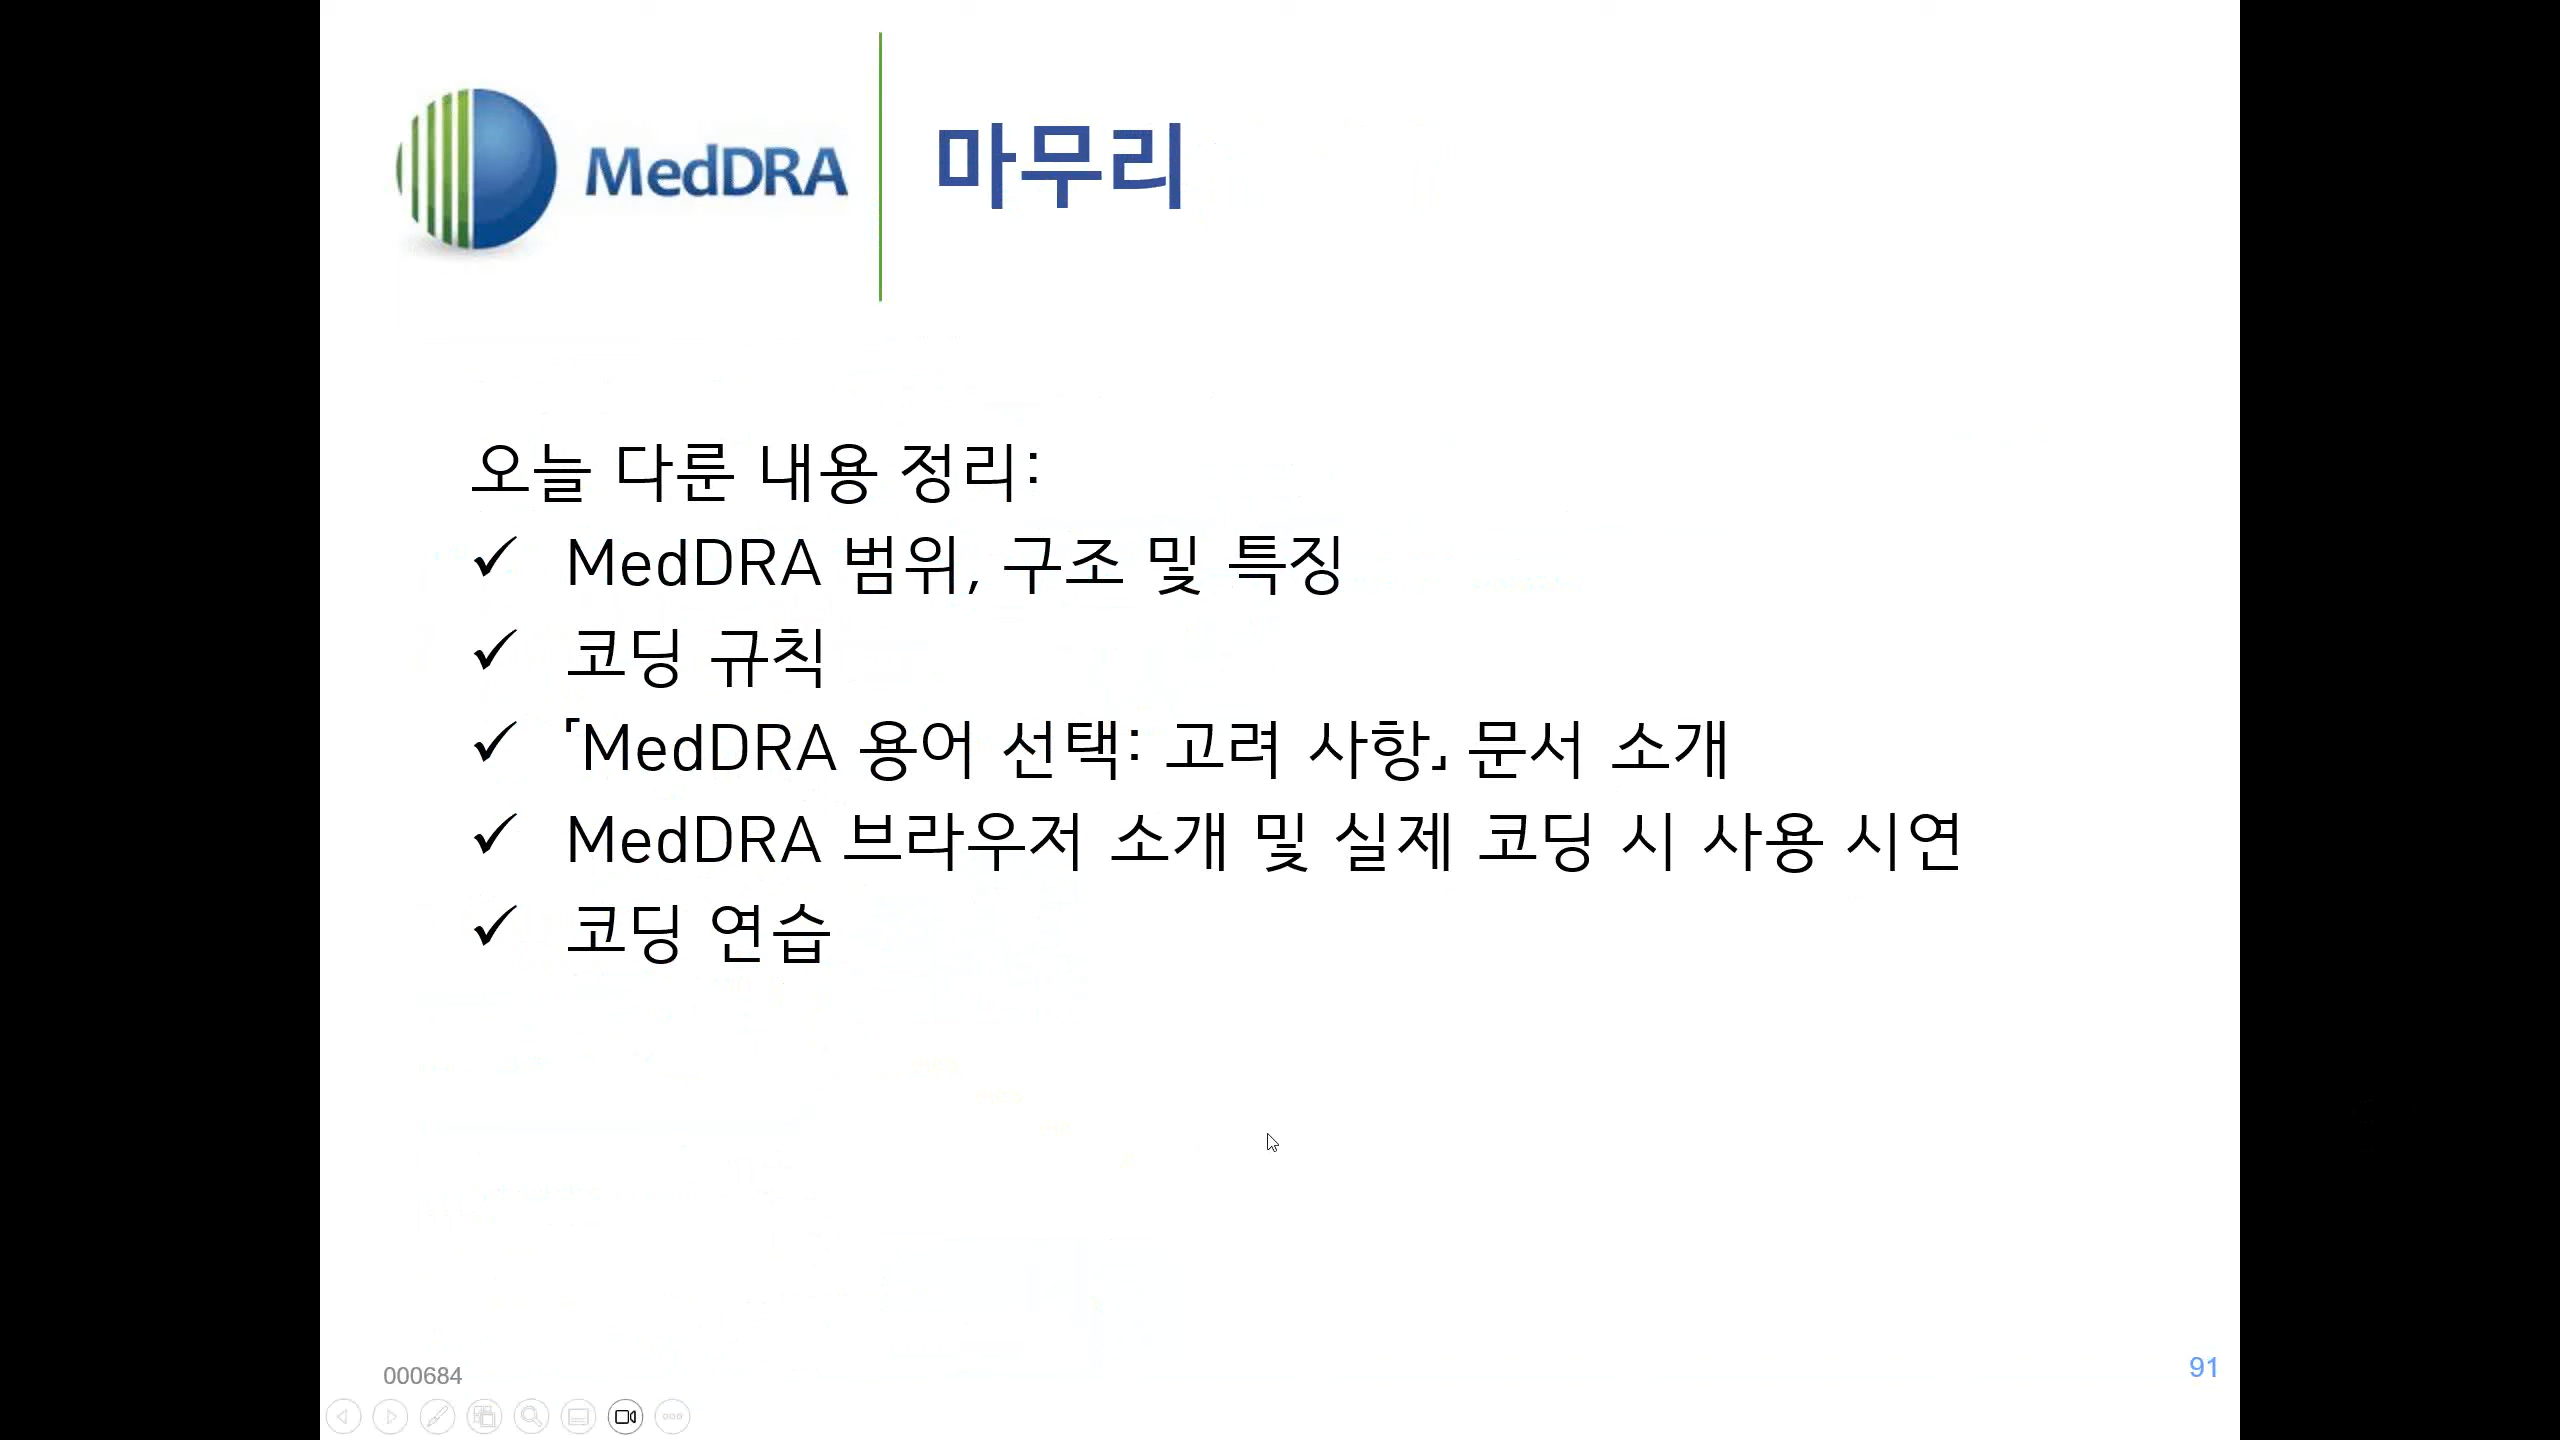 MedDRA
마무리
오늘 다룬 내용 정리:
✓ MedDRA 범위, 구조 및 특징
✓ 코딩 규칙
✓ 「MedDRA 용어 선택: 고려 사항」 문서 소개
✓ MedDRA 브라우저 소개 및 실제 코딩 시 사용 시연
✓ 코딩 연습
000684
91